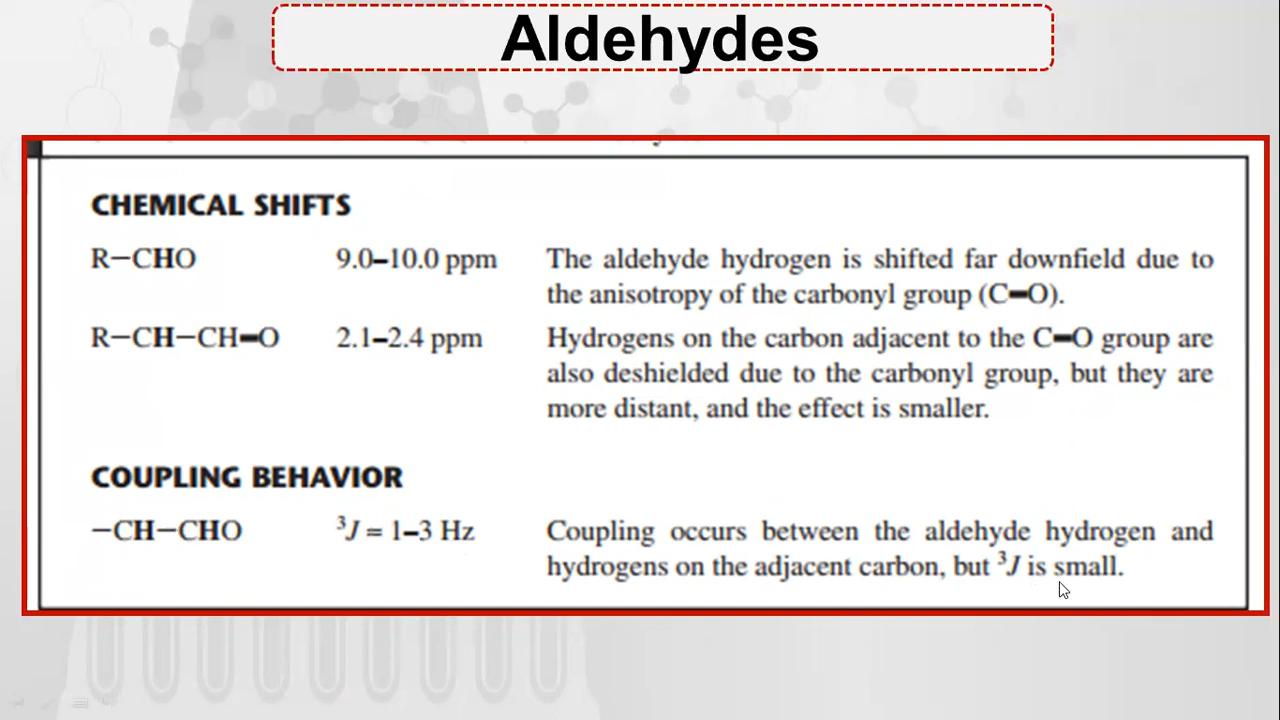 Aldehydes
CHEMICAL SHIFTS
R−CHO 9.0–10.0 ppm The aldehyde hydrogen is shifted far downfield due to
the anisotropy of the carbonyl group (C=O).
R−CH−CH=O 2.1–2.4 ppm Hydrogens on the carbon adjacent to the C=O group are
also deshielded due to the carbonyl group, but they are
more distant, and the effect is smaller.
COUPLING BEHAVIOR
−CH−CHO ³J = 1–3 Hz Coupling occurs between the aldehyde hydrogen and
hydrogens on the adjacent carbon, but ³J is small.